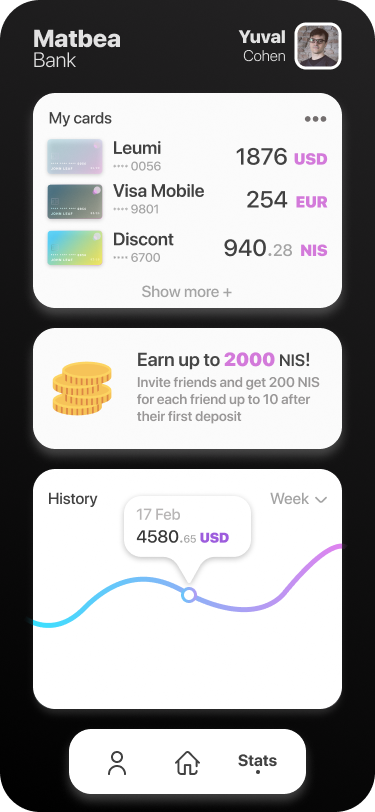 Matbea
Bank
Yuval
Cohen
My cards
Leumi
•••• 0056
1876 USD
Visa Mobile
•••• 9801
254 EUR
Discont
•••• 6700
940.28 NIS
Show more +
Earn up to 2000 NIS!
Invite friends and get 200 NIS
for each friend up to 10 after
their first deposit
History
Week
17 Feb
4580.65 USD
Stats